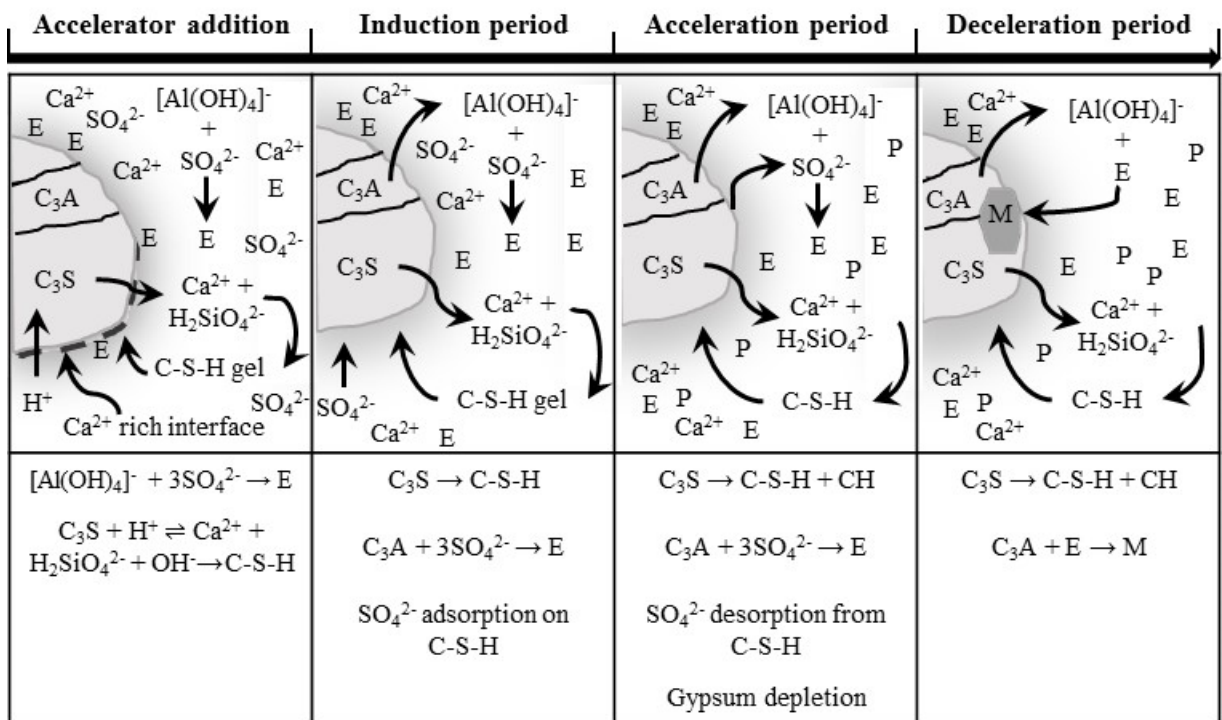 Accelerator addition
Induction period
Acceleration period
Deceleration period
Ca²⁺
[Al(OH)₄]⁻
E
SO₄²⁻
+
E
SO₄²⁻
Ca²⁺
Ca²⁺
E
C₃A
E
E
SO₄²⁻
C₃S
Ca²⁺ +
H₂SiO₄²⁻
E
C-S-H gel
H⁺
SO₄²⁻
Ca²⁺ rich interface
Ca²⁺
[Al(OH)₄]⁻
E
E
+
SO₄²⁻
SO₄²⁻
E
C₃A
Ca²⁺
E
E
E
C₃S
Ca²⁺ +
H₂SiO₄²⁻
SO₄²⁻
C-S-H gel
Ca²⁺
E
Ca²⁺
[Al(OH)₄]⁻
E
E
+
P
SO₄²⁻
C₃A
E
E
E
E
P
C₃S
Ca²⁺ +
H₂SiO₄²⁻
P
Ca²⁺
E
P
C-S-H
Ca²⁺
E
Ca²⁺
[Al(OH)₄]⁻
E
E
+
P
E
C₃A
M
E
E
P
E
P
C₃S
Ca²⁺ +
H₂SiO₄²⁻
P
Ca²⁺
E
P
C-S-H
Ca²⁺
[Al(OH)₄]⁻ + 3SO₄²⁻ → E
C₃S + H⁺ ⇌ Ca²⁺ +
H₂SiO₄²⁻ + OH⁻→C-S-H
C₃S → C-S-H
C₃A + 3SO₄²⁻ → E
SO₄²⁻ adsorption on
C-S-H
C₃S → C-S-H + CH
C₃A + 3SO₄²⁻ → E
SO₄²⁻ desorption from
C-S-H
Gypsum depletion
C₃S → C-S-H + CH
C₃A + E → M